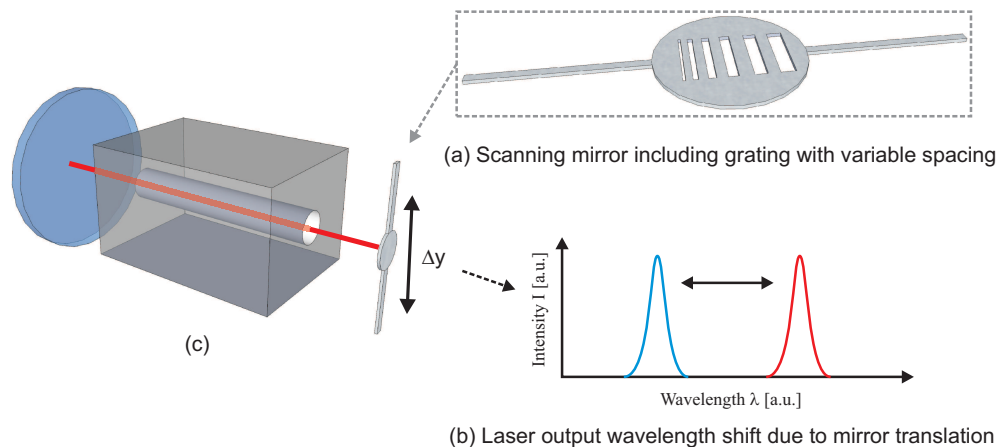 (a) Scanning mirror including grating with variable spacing
Δy
(c)
Intensity I [a.u.]
Wavelength λ [a.u.]
(b) Laser output wavelength shift due to mirror translation